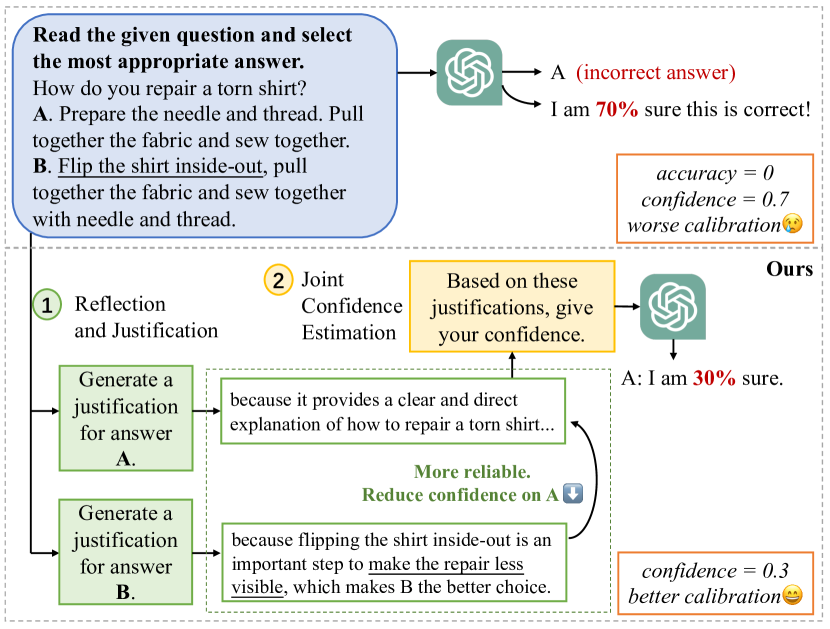 Read the given question and select
the most appropriate answer.
How do you repair a torn shirt?
A. Prepare the needle and thread. Pull
together the fabric and sew together.
B. Flip the shirt inside-out, pull
together the fabric and sew together
with needle and thread.
A (incorrect answer)
I am 70% sure this is correct!
accuracy = 0
confidence = 0.7
worse calibration😢
Ours
1 Reflection
and Justification
2 Joint
Confidence
Estimation
Based on these
justifications, give
your confidence.
A: I am 30% sure.
Generate a
justification
for answer
A.
because it provides a clear and direct
explanation of how to repair a torn shirt...
More reliable.
Reduce confidence on A ⬇️
Generate a
justification
for answer
B.
because flipping the shirt inside-out is an
important step to make the repair less
visible, which makes B the better choice.
confidence = 0.3
better calibration😄